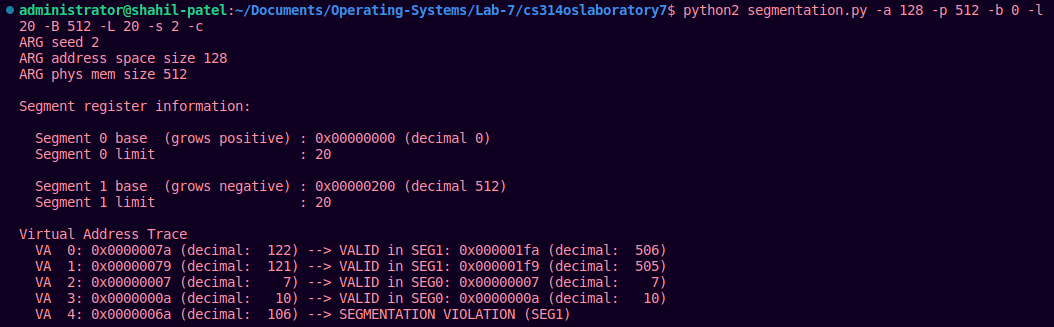 administrator@shahil-patel:~/Documents/Operating-Systems/Lab-7/cs314oslaboratory7$ python2 segmentation.py -a 128 -p 512 -b 0 -l
20 -B 512 -L 20 -s 2 -c
ARG seed 2
ARG address space size 128
ARG phys mem size 512
Segment register information:
Segment 0 base  (grows positive) : 0x00000000 (decimal 0)
Segment 0 limit                  : 20
Segment 1 base  (grows negative) : 0x00000200 (decimal 512)
Segment 1 limit                  : 20
Virtual Address Trace
VA  0: 0x0000007a (decimal:  122) --> VALID in SEG1: 0x000001fa (decimal:  506)
VA  1: 0x00000079 (decimal:  121) --> VALID in SEG1: 0x000001f9 (decimal:  505)
VA  2: 0x00000007 (decimal:    7) --> VALID in SEG0: 0x00000007 (decimal:    7)
VA  3: 0x0000000a (decimal:   10) --> VALID in SEG0: 0x0000000a (decimal:   10)
VA  4: 0x0000006a (decimal:  106) --> SEGMENTATION VIOLATION (SEG1)